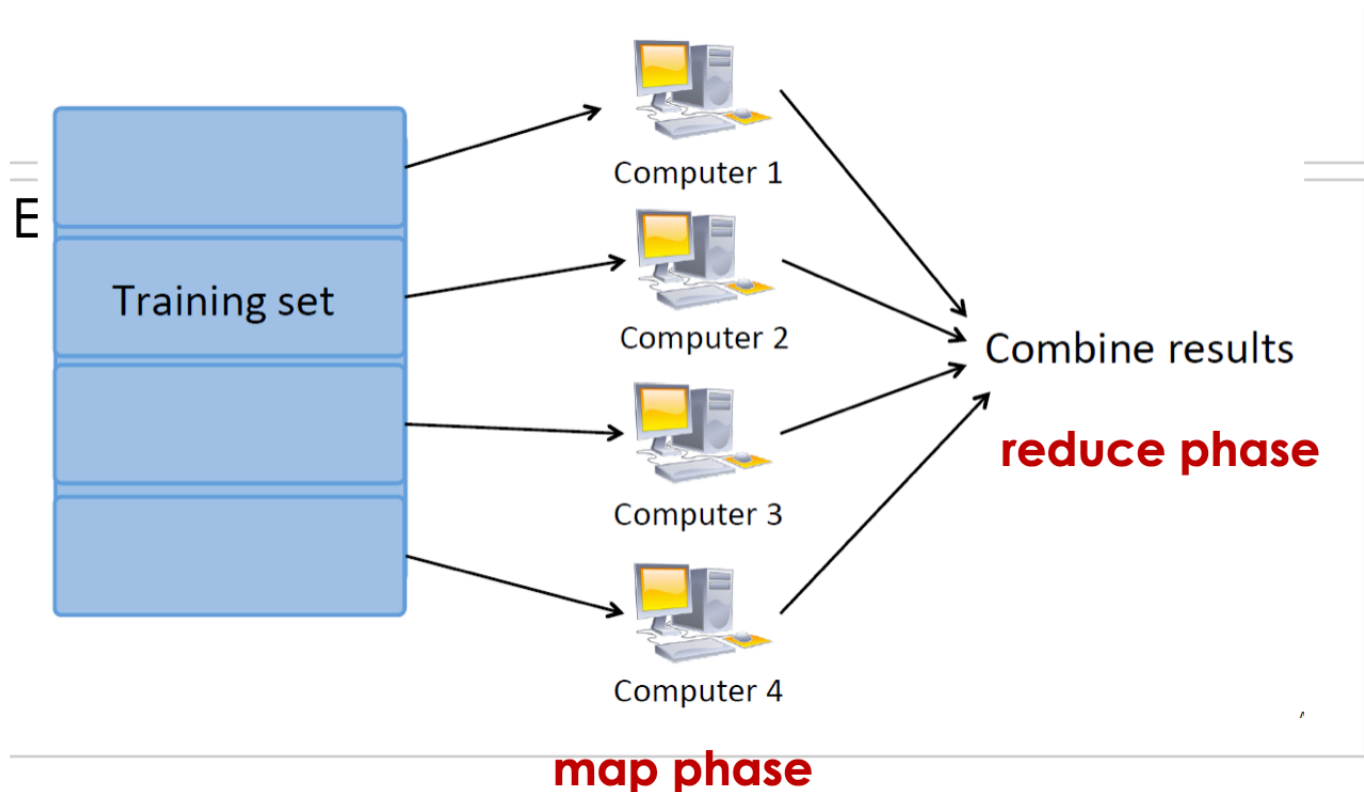 Computer 1
E
Training set
Computer 2
Combine results
reduce phase
Computer 3
Computer 4
map phase